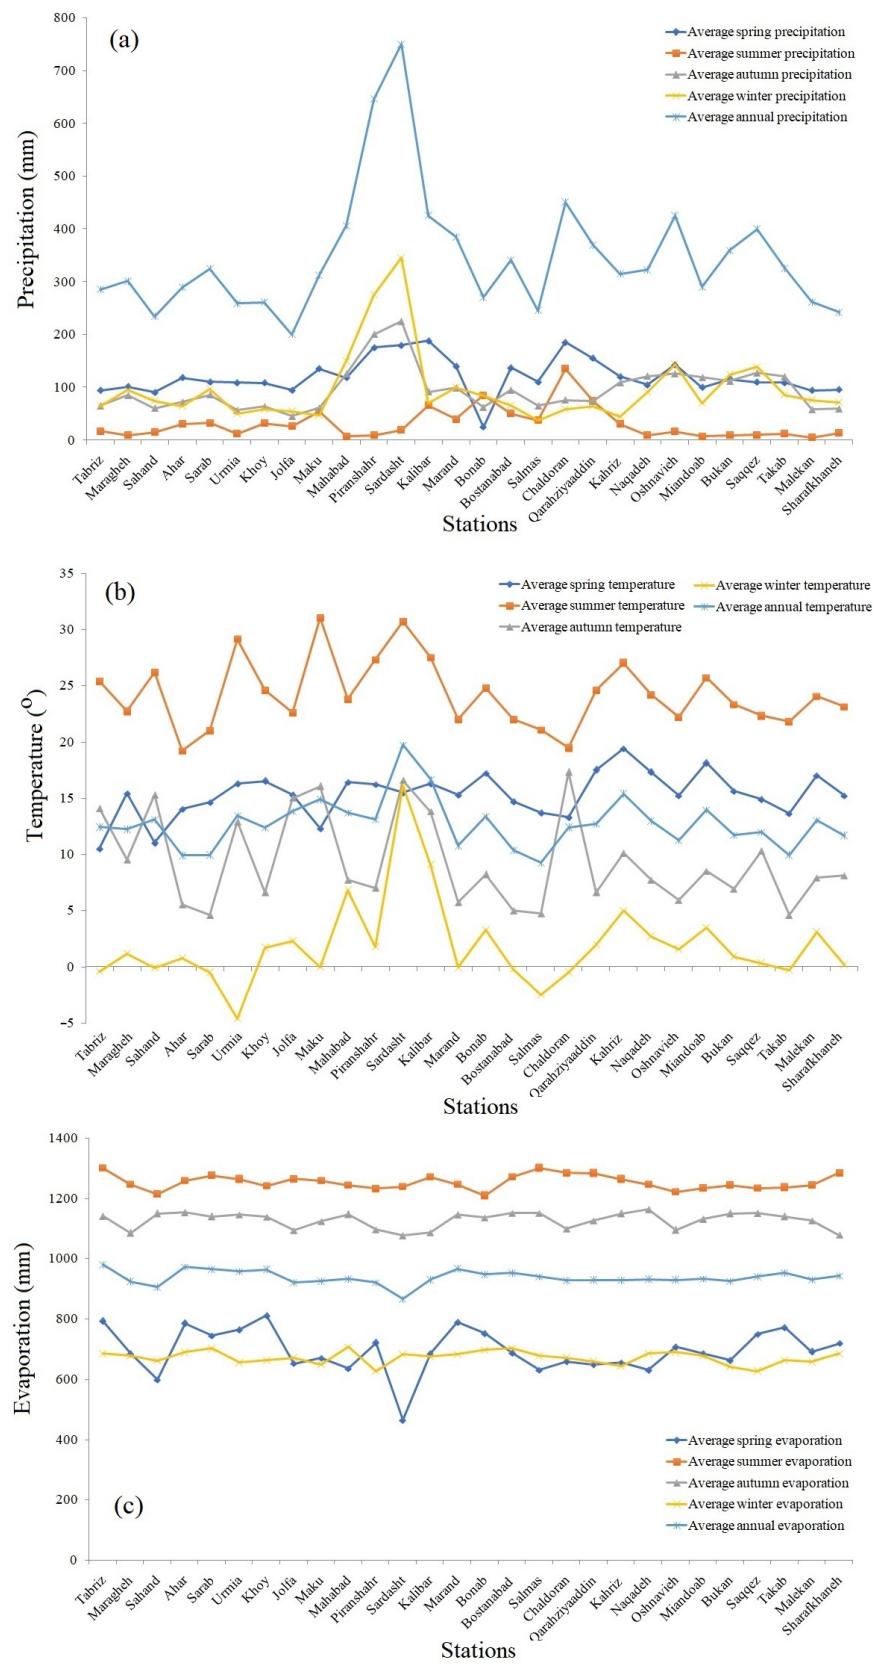 (a)
Average spring precipitation
Average summer precipitation
Average autumn precipitation
Average winter precipitation
Average annual precipitation
Precipitation (mm)
800
700
600
500
400
300
200
100
0
Tabriz
Maragheh
Sahand
Ahar
Sarab
Urmia
Khoy
Jolfa
Maku
Mahabad
Piranshahr
Sardasht
Kalibar
Marand
Bonab
Bostanabad
Salmas
Chaldoran
Qarahziyaaddin
Kahriz
Naqadeh
Oshnavieh
Miandoab
Bukan
Saqqez
Takab
Malekan
Sharafkhaneh
Stations
(b)
Average spring temperature
Average winter temperature
Average summer temperature
Average annual temperature
Average autumn temperature
Temperature (O)
35
30
25
20
15
10
5
0
-5
Tabriz
Maragheh
Sahand
Ahar
Sarab
Urmia
Khoy
Jolfa
Maku
Mahabad
Piranshahr
Sardasht
Kalibar
Marand
Bonab
Bostanabad
Salmas
Chaldoran
Qarahziyaaddin
Kahriz
Naqadeh
Oshnavieh
Miandoab
Bukan
Saqqez
Takab
Malekan
Sharafkhaneh
Stations
Evaporation (mm)
1400
1200
1000
800
600
400
200
0
Average spring evaporation
Average summer evaporation
Average autumn evaporation
Average winter evaporation
Average annual evaporation
(c)
Tabriz
Maragheh
Sahand
Ahar
Sarab
Urmia
Khoy
Jolfa
Maku
Mahabad
Piranshahr
Sardasht
Kalibar
Marand
Bonab
Bostanabad
Salmas
Chaldoran
Qarahziyaaddin
Kahriz
Naqadeh
Oshnavieh
Miandoab
Bukan
Saqqez
Takab
Malekan
Sharafkhaneh
Stations